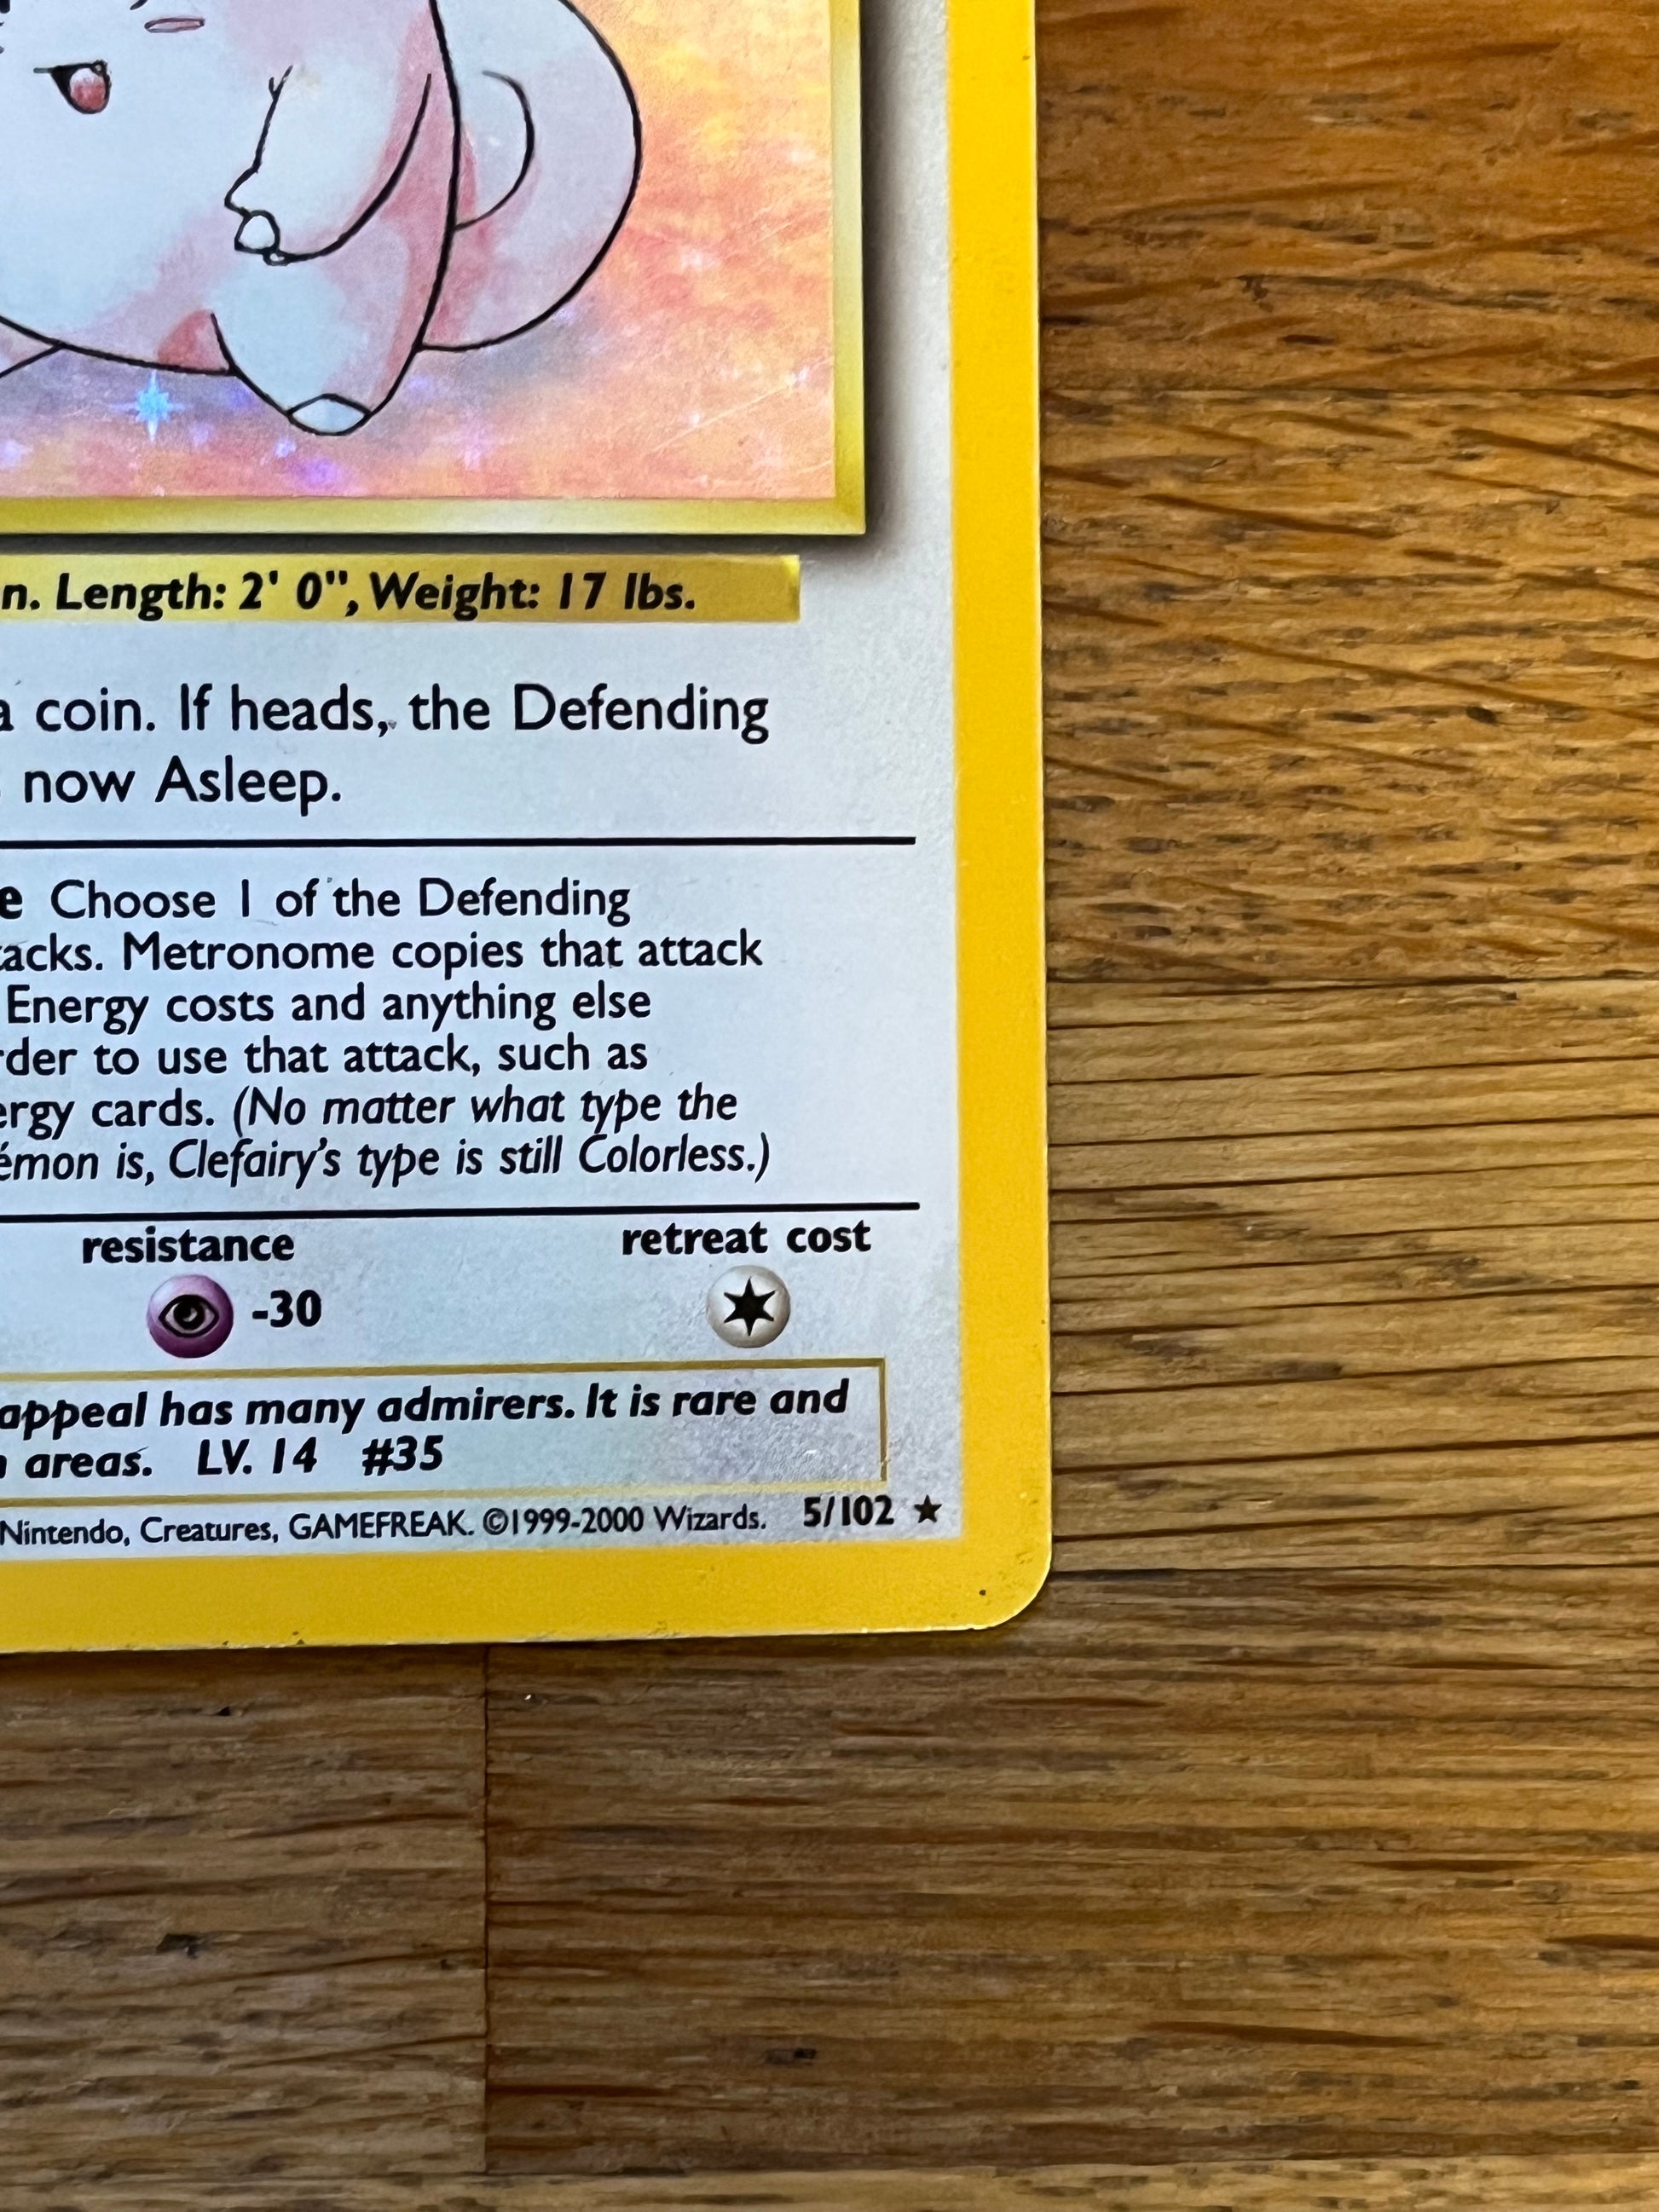 n. Length: 2' 0", Weight: 17 lbs.
a coin. If heads, the Defending
now Asleep.
e Choose 1 of the Defending
tacks. Metronome copies that attack
Energy costs and anything else
rder to use that attack, such as
ergy cards. (No matter what type the
émon is, Clefairy's type is still Colorless.)
resistance retreat cost
-30
appeal has many admirers. It is rare and
areas. LV. 14 #35
Nintendo, Creatures, GAMEFREAK. ©1999-2000 Wizards. 5/102 ★